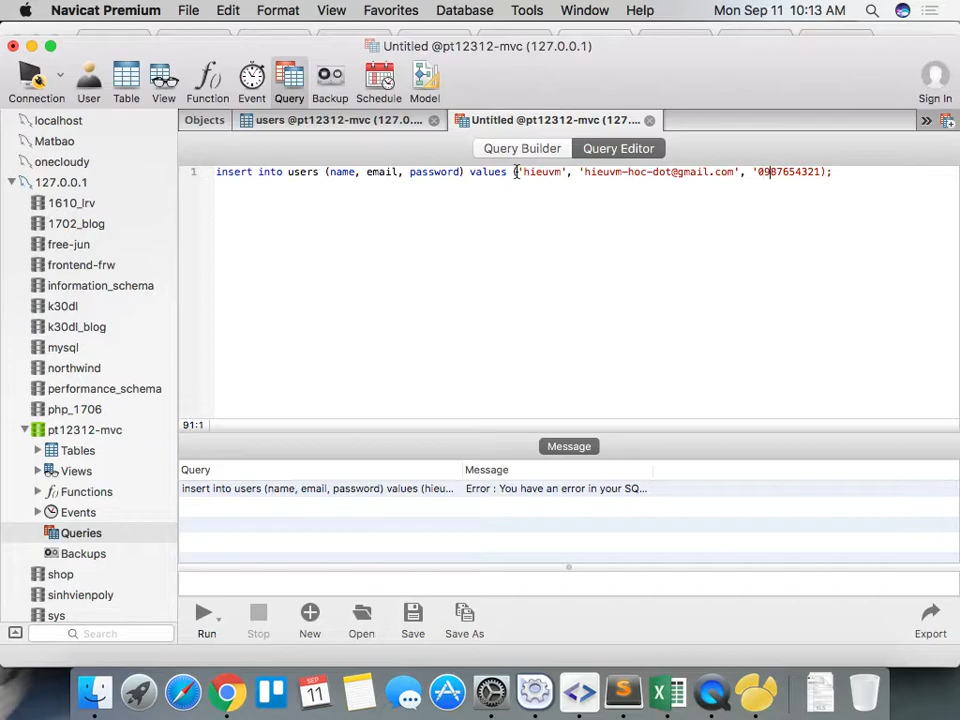 Navicat Premium File Edit Format View Favorites Database Tools Window Help Mon Sep 11 10:13 AM
Untitled @pt12312-mvc (127.0.0.1)
Connection User Table View Function Event Query Backup Schedule Model Sign In
localhost
Matbao
onecloudy
127.0.0.1
1610_lrv
1702_blog
free-jun
frontend-frw
information_schema
k30dl
k30dl_blog
mysql
northwind
performance_schema
php_1706
pt12312-mvc
Tables
Views
Functions
Events
Queries
Backups
shop
sinhvienpoly
sys
Search
Objects users @pt12312-mvc (127.0.... Untitled @pt12312-mvc (127....
Query Builder Query Editor
1 insert into users (name, email, password) values ('hieuvm', 'hieuvm-hoc-dot@gmail.com', '0987654321);
91:1
Message
Query Message
insert into users (name, email, password) values (hieu... Error : You have an error in your SQ...
Run Stop New Open Save Save As Export
SEP
11